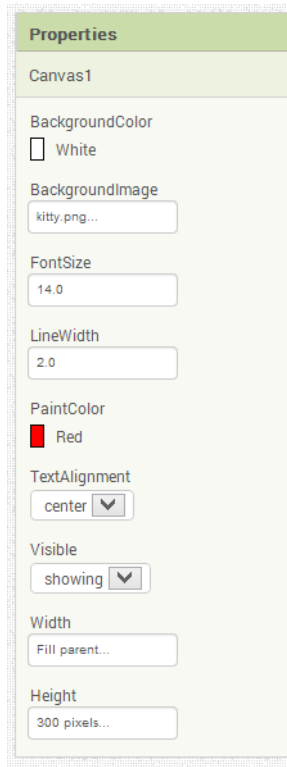 Properties
Canvas1
BackgroundColor
White
BackgroundImage
kitty.png...
FontSize
14.0
LineWidth
2.0
PaintColor
Red
TextAlignment
center
Visible
showing
Width
Fill parent...
Height
300 pixels...